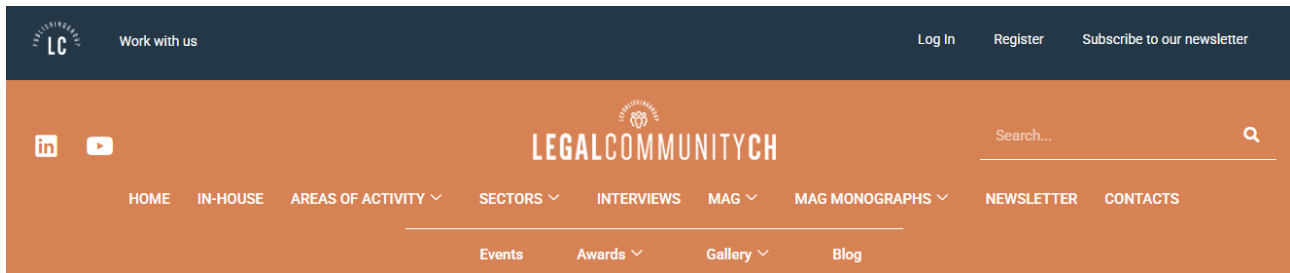 LCPUBLISHINGGROUP
LC
Work with us
Log In
Register
Subscribe to our newsletter
LEGALCOMMUNITYCH
Search...
HOME IN-HOUSE AREAS OF ACTIVITY SECTORS INTERVIEWS MAG MAG MONOGRAPHS NEWSLETTER CONTACTS
Events Awards Gallery Blog